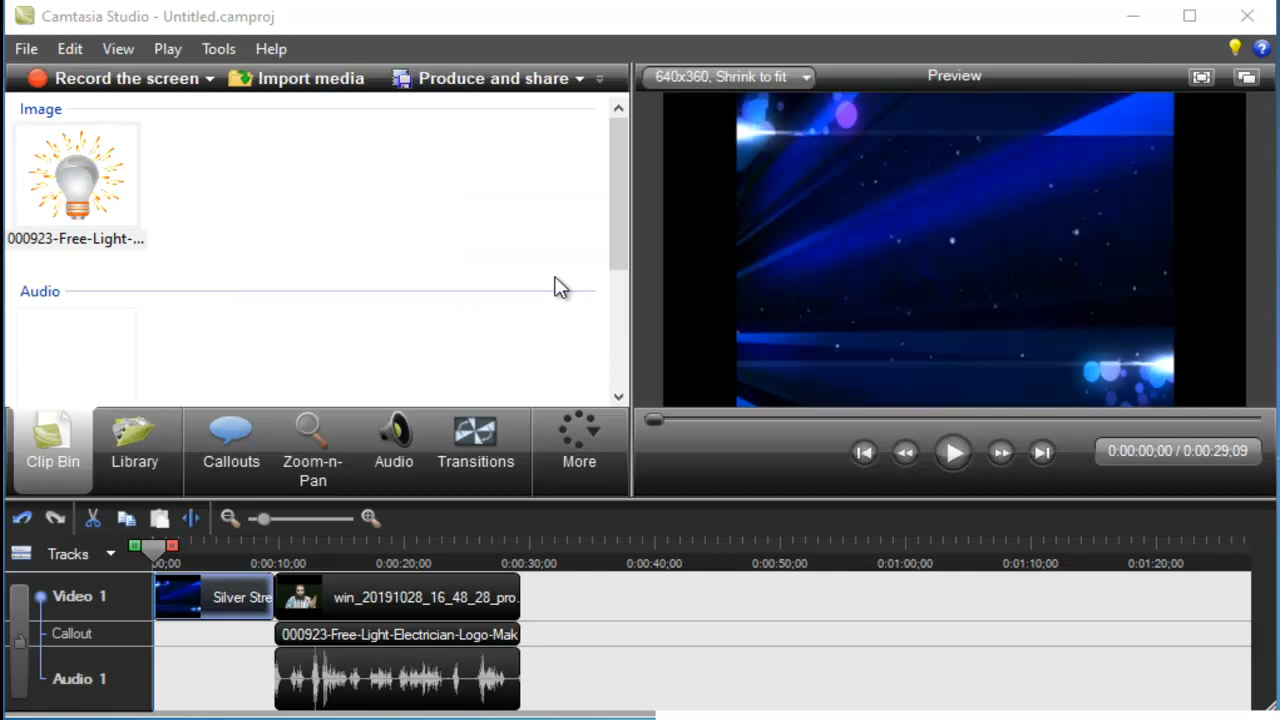 Camtasia Studio - Untitled.camproj
File Edit View Play Tools Help
Record the screen Import media Produce and share
640x360, Shrink to fit Preview
Image
000923-Free-Light-...
Audio
Clip Bin Library Callouts Zoom-n-Pan Audio Transitions More
0:00:00;00 / 0:00:29;09
Tracks
00;00 0:00:10;00 0:00:20;00 0:00:30;00 0:00:40;00 0:00:50;00 0:01:00;00 0:01:10;00 0:01:20;00
Video 1 Silver Stre win_20191028_16_48_28_pro.
Callout 000923-Free-Light-Electrician-Logo-Mak
Audio 1